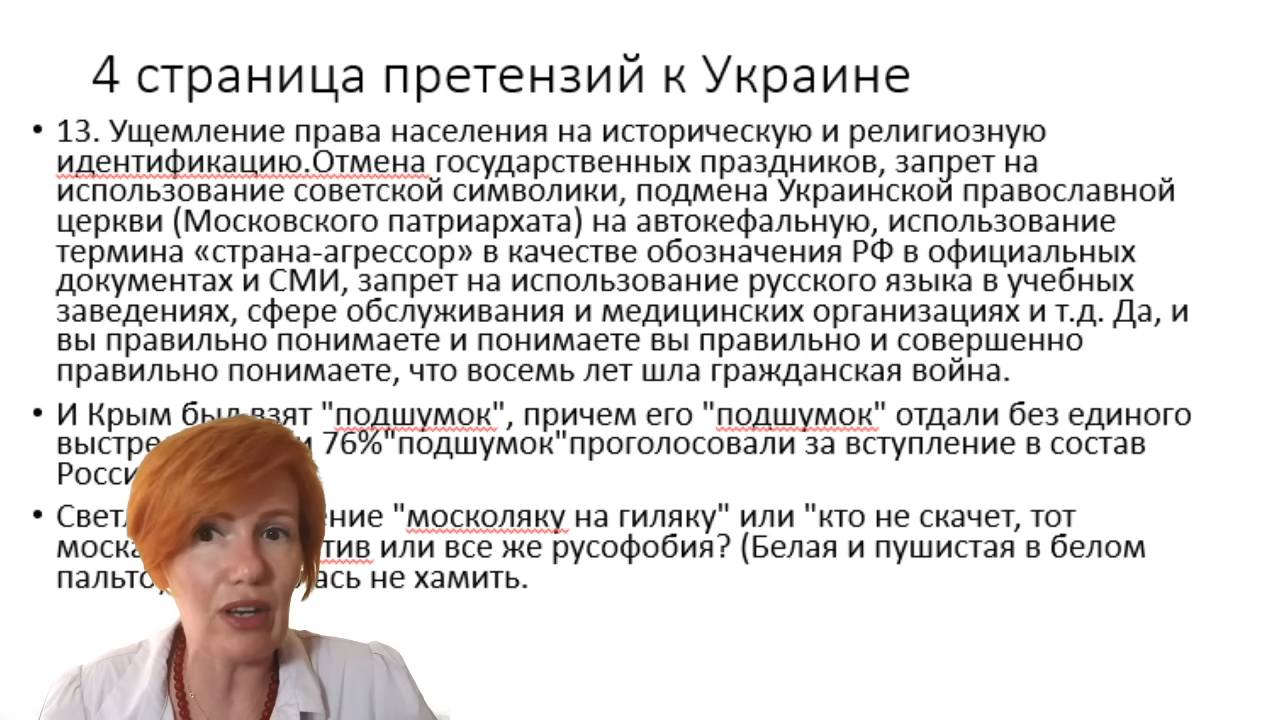 4 страница претензий к Украине
• 13. Ущемление права населения на историческую и религиозную
идентификацию.Отмена государственных праздников, запрет на
использование советской символики, подмена Украинской православной
церкви (Московского патриархата) на автокефальную, использование
термина «страна-агрессор» в качестве обозначения РФ в официальных
документах и СМИ, запрет на использование русского языка в учебных
заведениях, сфере обслуживания и медицинских организациях и т.д. Да, и
вы правильно понимаете и понимаете вы правильно и совершенно
правильно понимаете, что восемь лет шла гражданская война.
• И Крым был взят "подшумок", причем его "подшумок" отдали без единого
76%"подшумок"проголосовали за вступление в состав
• "москоляку на гиляку" или "кто не скачет, тот
или все же русофобия? (Белая и пушистая в белом
не хамить.